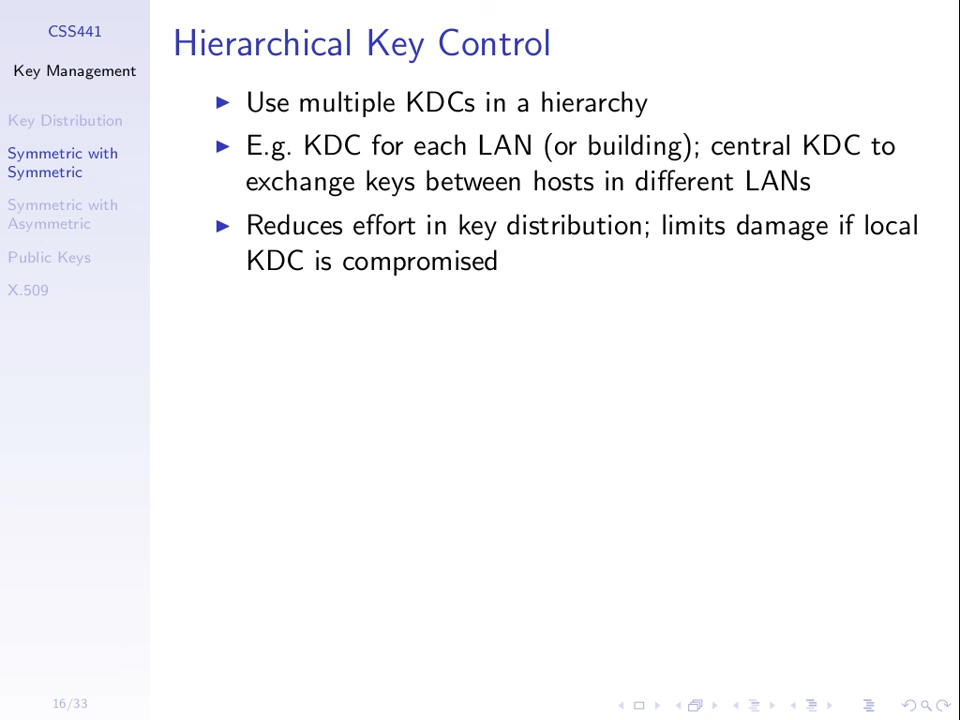 CSS441
Key Management
Key Distribution
Symmetric with
Symmetric
Symmetric with
Asymmetric
Public Keys
X.509
16/33
Hierarchical Key Control
Use multiple KDCs in a hierarchy
E.g. KDC for each LAN (or building); central KDC to
exchange keys between hosts in different LANs
Reduces effort in key distribution; limits damage if local
KDC is compromised